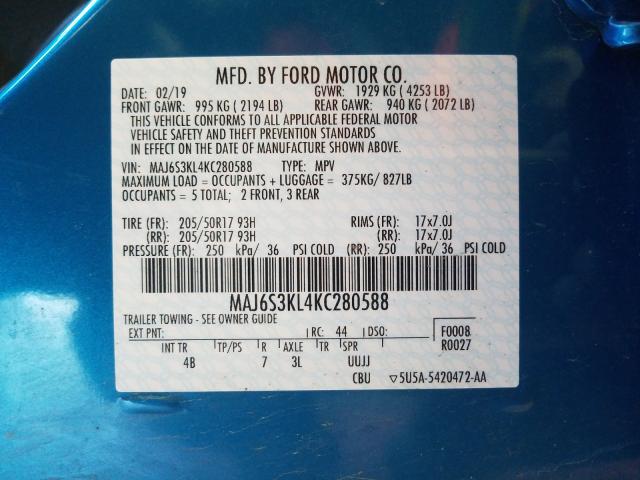 MFD. BY FORD MOTOR CO.
DATE: 02/19 GVWR: 1929 KG ( 4253 LB)
FRONT GAWR: 995 KG ( 2194 LB) REAR GAWR: 940 KG ( 2072 LB)
THIS VEHICLE CONFORMS TO ALL APPLICABLE FEDERAL MOTOR
VEHICLE SAFETY AND THEFT PREVENTION STANDARDS
IN EFFECT ON THE DATE OF MANUFACTURE SHOWN ABOVE.
VIN: MAJ6S3KL4KC280588 TYPE: MPV
MAXIMUM LOAD = OCCUPANTS + LUGGAGE = 375KG/ 827LB
OCCUPANTS = 5 TOTAL; 2 FRONT, 3 REAR
TIRE (FR): 205/50R17 93H RIMS (FR): 17x7.0J
(RR): 205/50R17 93H (RR): 17x7.0J
PRESSURE (FR): 250 kPa/ 36 PSI COLD (RR): 250 kPa/ 36 PSI COLD
MAJ6S3KL4KC280588
TRAILER TOWING - SEE OWNER GUIDE
EXT PNT: RC: 44 DSO: F0008
R0027
INT TR TP/PS R AXLE TR SPR
4B 7 3L UUJJ
CBU ▽5U5A-5420472-AA